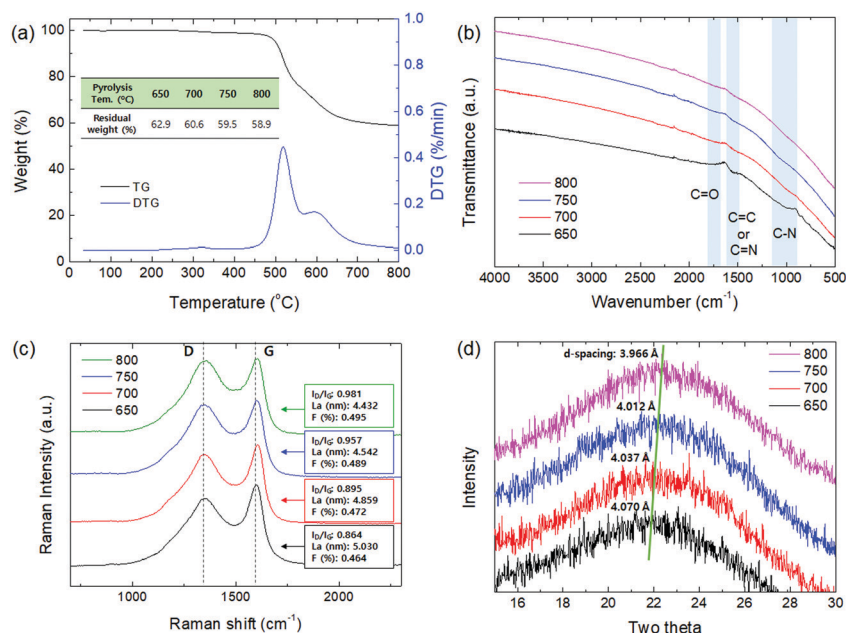 (a)
100
80
60
40
20
0
Weight (%)
Pyrolysis Tem. (°C) 650 700 750 800
Residual weight (%) 62.9 60.6 59.5 58.9
TG
DTG
1.0
0.8
0.6
0.4
0.2
0.0
DTG (%/min)
0 100 200 300 400 500 600 700 800
Temperature (°C)
(b)
Transmittance (a.u.)
800
750
700
650
C=O
C=C
or
C=N
C-N
4000 3500 3000 2500 2000 1500 1000 500
Wavenumber (cm⁻¹)
(c)
Raman Intensity (a.u.)
800
750
700
650
D
G
I_D/I_G: 0.981
La (nm): 4.432
F (%): 0.495
I_D/I_G: 0.957
La (nm): 4.542
F (%): 0.489
I_D/I_G: 0.895
La (nm): 4.859
F (%): 0.472
I_D/I_G: 0.864
La (nm): 5.030
F (%): 0.464
1000 1500 2000
Raman shift (cm⁻¹)
(d)
Intensity
d-spacing: 3.966 Å
4.012 Å
4.037 Å
4.070 Å
800
750
700
650
16 18 20 22 24 26 28 30
Two theta